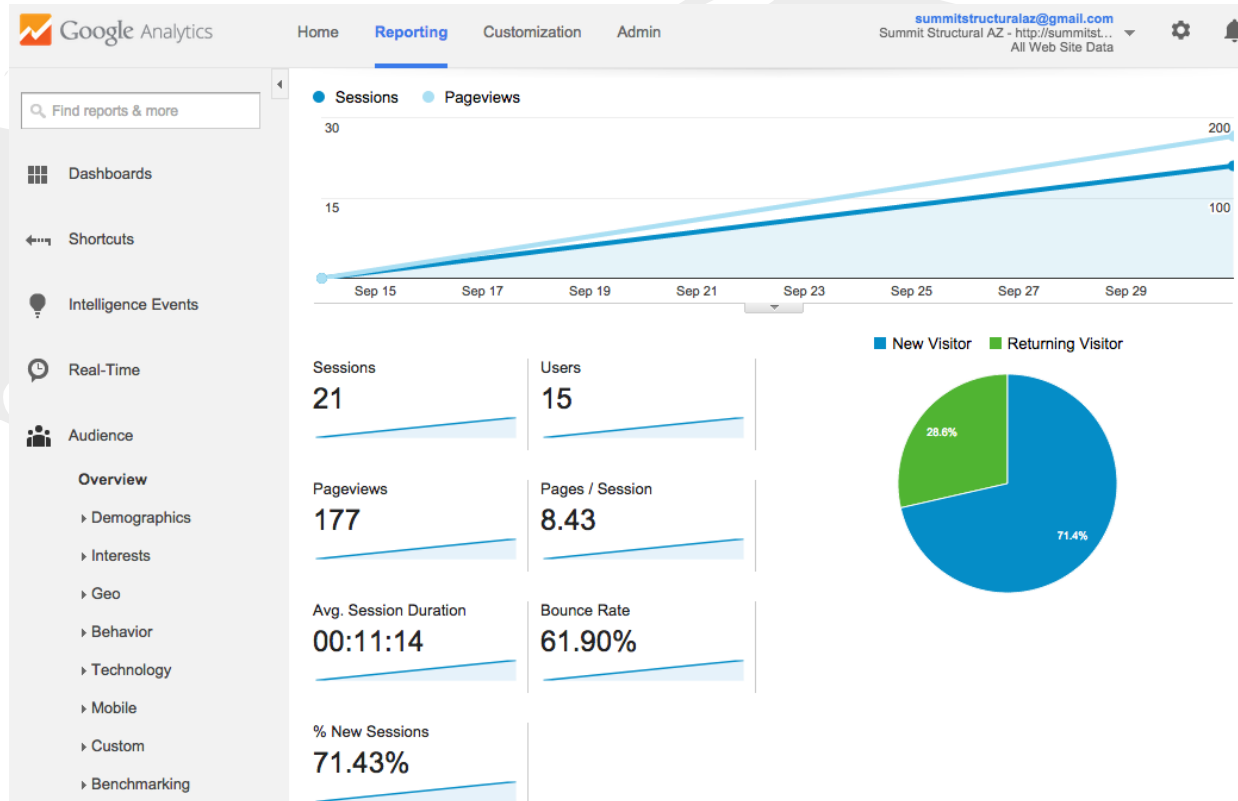 Google Analytics
Home Reporting Customization Admin
summitstructuralaz@gmail.com
Summit Structural AZ - http://summitst...
All Web Site Data
Find reports & more
Dashboards
Shortcuts
Intelligence Events
Real-Time
Audience
Overview
Demographics
Interests
Geo
Behavior
Technology
Mobile
Custom
Benchmarking
Sessions Pageviews
30 200
15 100
Sep 15 Sep 17 Sep 19 Sep 21 Sep 23 Sep 25 Sep 27 Sep 29
Sessions
21
Users
15
Pageviews
177
Pages / Session
8.43
Avg. Session Duration
00:11:14
Bounce Rate
61.90%
% New Sessions
71.43%
New Visitor Returning Visitor
28.6%
71.4%